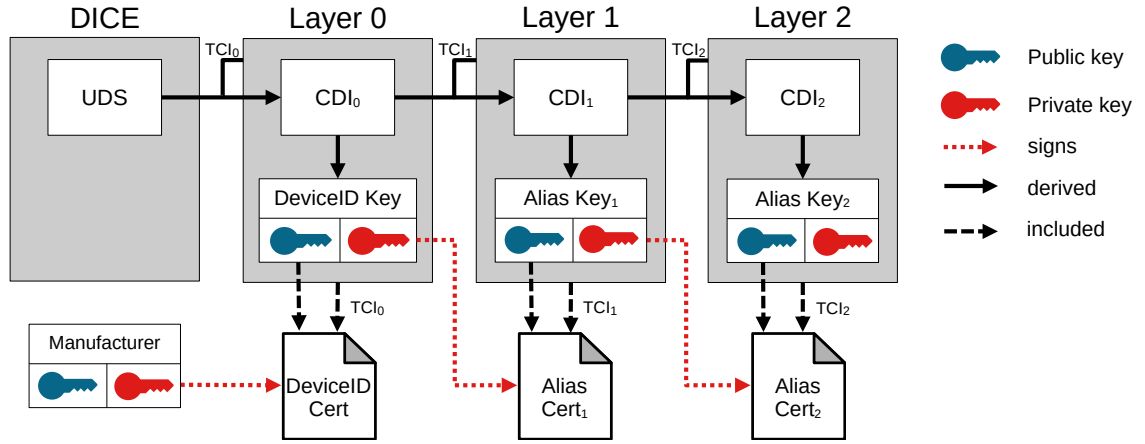 DICE
Layer 0
Layer 1
Layer 2
TCI₀
TCI₁
TCI₂
UDS
CDI₀
CDI₁
CDI₂
Public key
Private key
signs
derived
included
DeviceID Key
Alias Key₁
Alias Key₂
TCI₀
TCI₁
TCI₂
Manufacturer
DeviceID
Cert
Alias
Cert₁
Alias
Cert₂